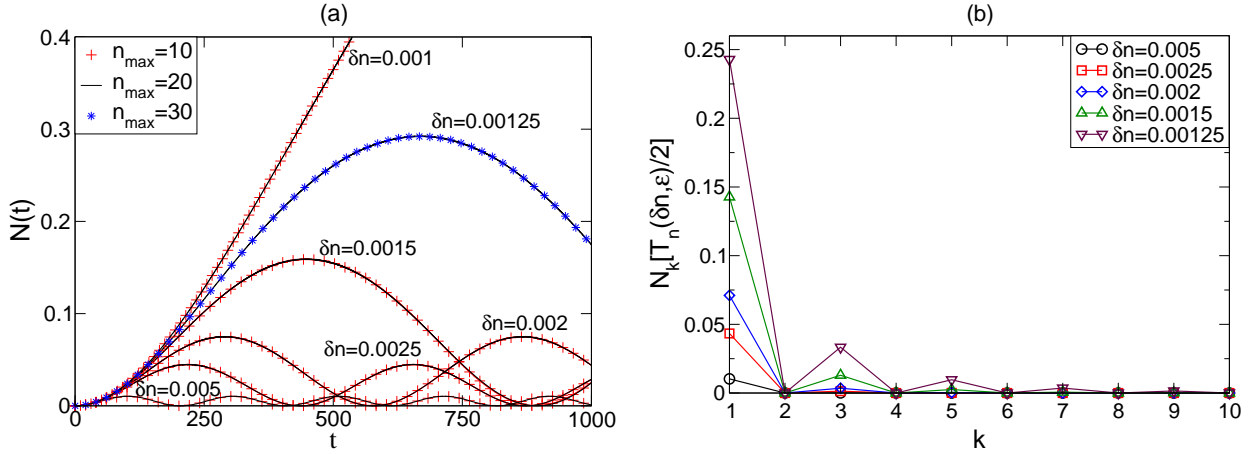 (a)
N(t)
0.4
0.3
0.2
0.1
0
n_max=10
n_max=20
n_max=30
δn=0.001
δn=0.00125
δn=0.0015
δn=0.002
δn=0.0025
δn=0.005
0 250 500 750 1000
t
(b)
N_k[T_n(δn,ε)/2]
0.25
0.2
0.15
0.1
0.05
0
δn=0.005
δn=0.0025
δn=0.002
δn=0.0015
δn=0.00125
1 2 3 4 5 6 7 8 9 10
k